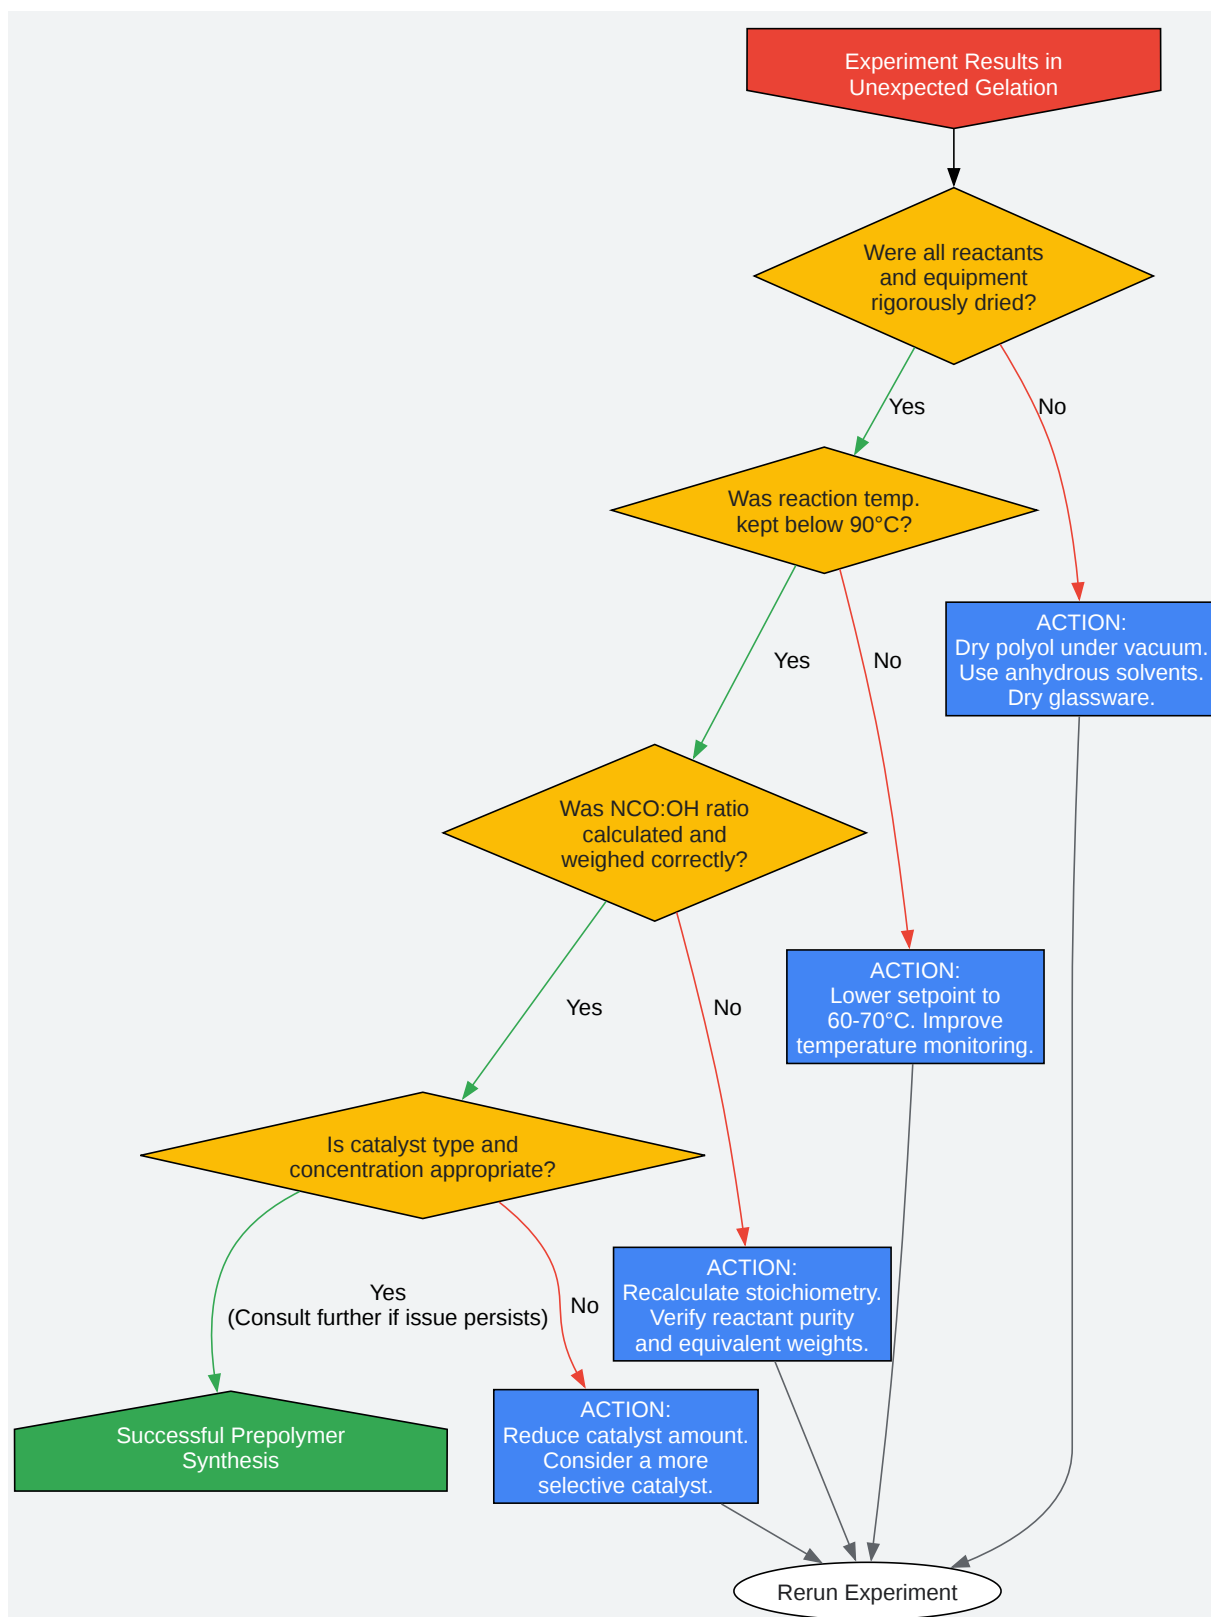 Experiment Results in
Unexpected Gelation
Were all reactants
and equipment
rigorously dried?
Yes
No
Was reaction temp.
kept below 90°C?
Yes
No
ACTION:
Dry polyol under vacuum.
Use anhydrous solvents.
Dry glassware.
Was NCO:OH ratio
calculated and
weighed correctly?
Yes
No
ACTION:
Lower setpoint to
60-70°C. Improve
temperature monitoring.
Is catalyst type and
concentration appropriate?
Yes
(Consult further if issue persists)
No
ACTION:
Recalculate stoichiometry.
Verify reactant purity
and equivalent weights.
Successful Prepolymer
Synthesis
ACTION:
Reduce catalyst amount.
Consider a more
selective catalyst.
Rerun Experiment